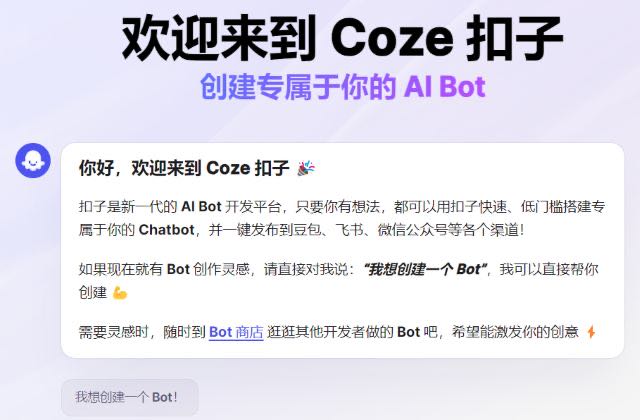 欢迎来到 Coze 扣子
创建专属于你的 AI Bot
你好，欢迎来到 Coze 扣子 🎉
扣子是新一代的 AI Bot 开发平台，只要你有想法，都可以用扣子快速、低门槛搭建专
属于你的 Chatbot，并一键发布到豆包、飞书、微信公众号等各个渠道！
如果现在就有 Bot 创作灵感，请直接对我说：“我想创建一个 Bot”，我可以直接帮你
创建 💪
需要灵感时，随时到 Bot 商店 逛逛其他开发者做的 Bot 吧，希望能激发你的创意 ⚡
我想创建一个 Bot！